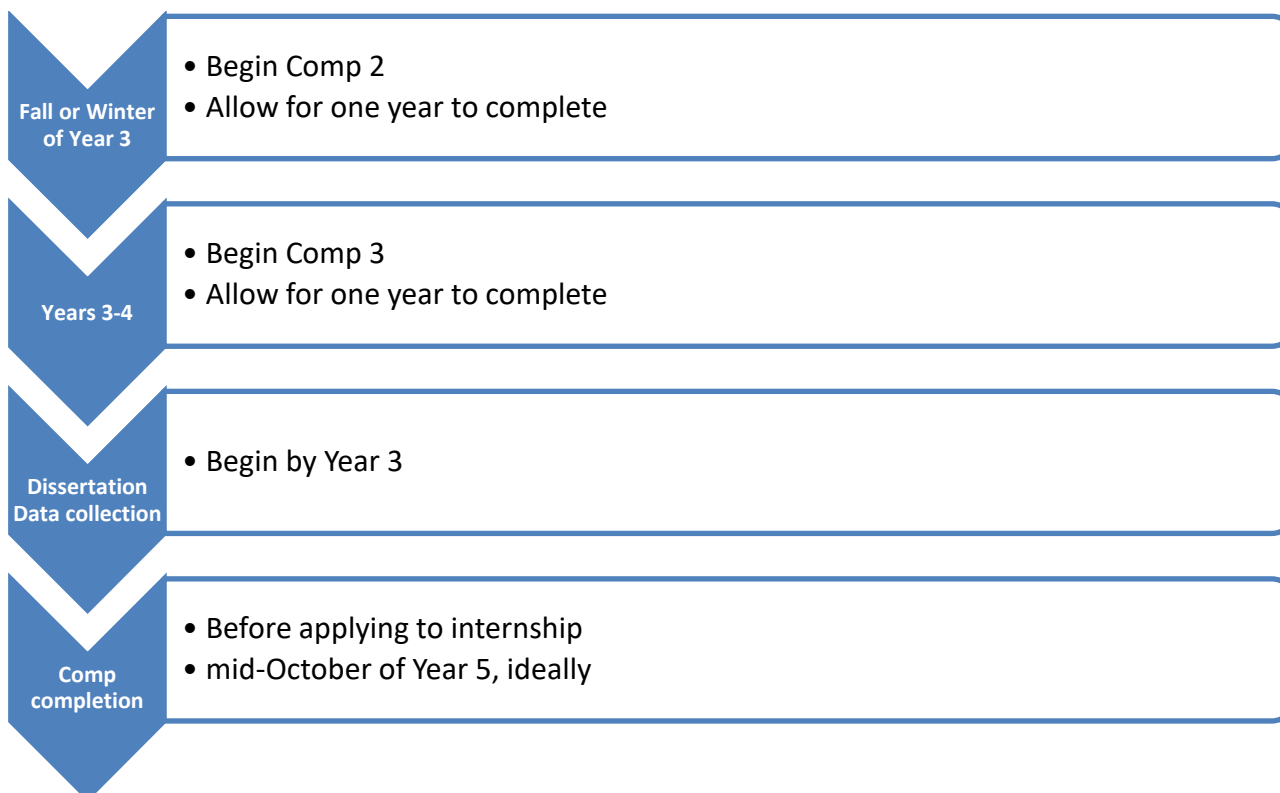 Fall or Winter
of Year 3
• Begin Comp 2
• Allow for one year to complete
Years 3-4
• Begin Comp 3
• Allow for one year to complete
Dissertation
Data collection
• Begin by Year 3
Comp
completion
• Before applying to internship
• mid-October of Year 5, ideally